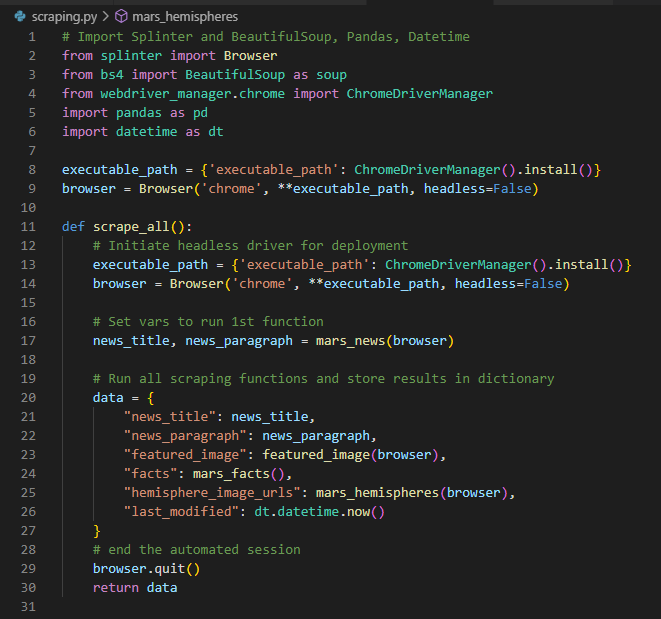 scraping.py > mars_hemispheres
1 # Import Splinter and BeautifulSoup, Pandas, Datetime
2 from splinter import Browser
3 from bs4 import BeautifulSoup as soup
4 from webdriver_manager.chrome import ChromeDriverManager
5 import pandas as pd
6 import datetime as dt
7
8 executable_path = {'executable_path': ChromeDriverManager().install()}
9 browser = Browser('chrome', **executable_path, headless=False)
10
11 def scrape_all():
12     # Initiate headless driver for deployment
13     executable_path = {'executable_path': ChromeDriverManager().install()}
14     browser = Browser('chrome', **executable_path, headless=False)
15
16     # Set vars to run 1st function
17     news_title, news_paragraph = mars_news(browser)
18
19     # Run all scraping functions and store results in dictionary
20     data = {
21         "news_title": news_title,
22         "news_paragraph": news_paragraph,
23         "featured_image": featured_image(browser),
24         "facts": mars_facts(),
25         "hemisphere_image_urls": mars_hemispheres(browser),
26         "last_modified": dt.datetime.now()
27     }
28     # end the automated session
29     browser.quit()
30     return data
31